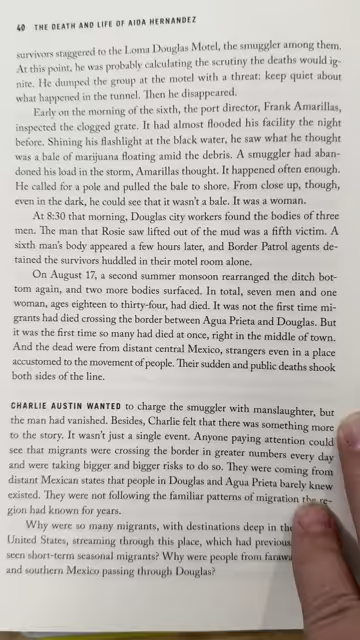 40 THE DEATH AND LIFE OF AIDA HERNANDEZ
survivors staggered to the Loma Douglas Motel, the smuggler among them.
At this point, he was probably calculating the scrutiny the deaths would ig-
nite. He dumped the group at the motel with a threat: keep quiet about
what happened in the tunnel. Then he disappeared.
Early on the morning of the sixth, the port director, Frank Amarillas,
inspected the clogged grate. It had almost flooded his facility the night
before. Shining his flashlight at the black water, he saw what he thought
was a bale of marijuana floating amid the debris. A smuggler had aban-
doned his load in the storm, Amarillas thought. It happened often enough.
He called for a pole and pulled the bale to shore. From close up, though,
even in the dark, he could see that it wasn't a bale. It was a woman.
At 8:30 that morning, Douglas city workers found the bodies of three
men. The man that Rosie saw lifted out of the mud was a fifth victim. A
sixth man's body appeared a few hours later, and Border Patrol agents de-
tained the survivors huddled in their motel room alone.
On August 17, a second summer monsoon rearranged the ditch bot-
tom again, and two more bodies surfaced. In total, seven men and one
woman, ages eighteen to thirty-four, had died. It was not the first time mi-
grants had died crossing the border between Agua Prieta and Douglas. But
it was the first time so many had died at once, right in the middle of town.
And the dead were from distant central Mexico, strangers even in a place
accustomed to the movement of people. Their sudden and public deaths shook
both sides of the line.
CHARLIE AUSTIN WANTED to charge the smuggler with manslaughter, but
the man had vanished. Besides, Charlie felt that there was something more
to the story. It wasn't just a single event. Anyone paying attention could
see that migrants were crossing the border in greater numbers every day
and were taking bigger and bigger risks to do so. They were coming from
distant Mexican states that people in Douglas and Agua Prieta barely knew
existed. They were not following the familiar patterns of migration the re-
gion had known for years.
Why were so many migrants, with destinations deep in the
United States, streaming through this place, which had previous
seen short-term seasonal migrants? Why were people from farawa
and southern Mexico passing through Douglas?